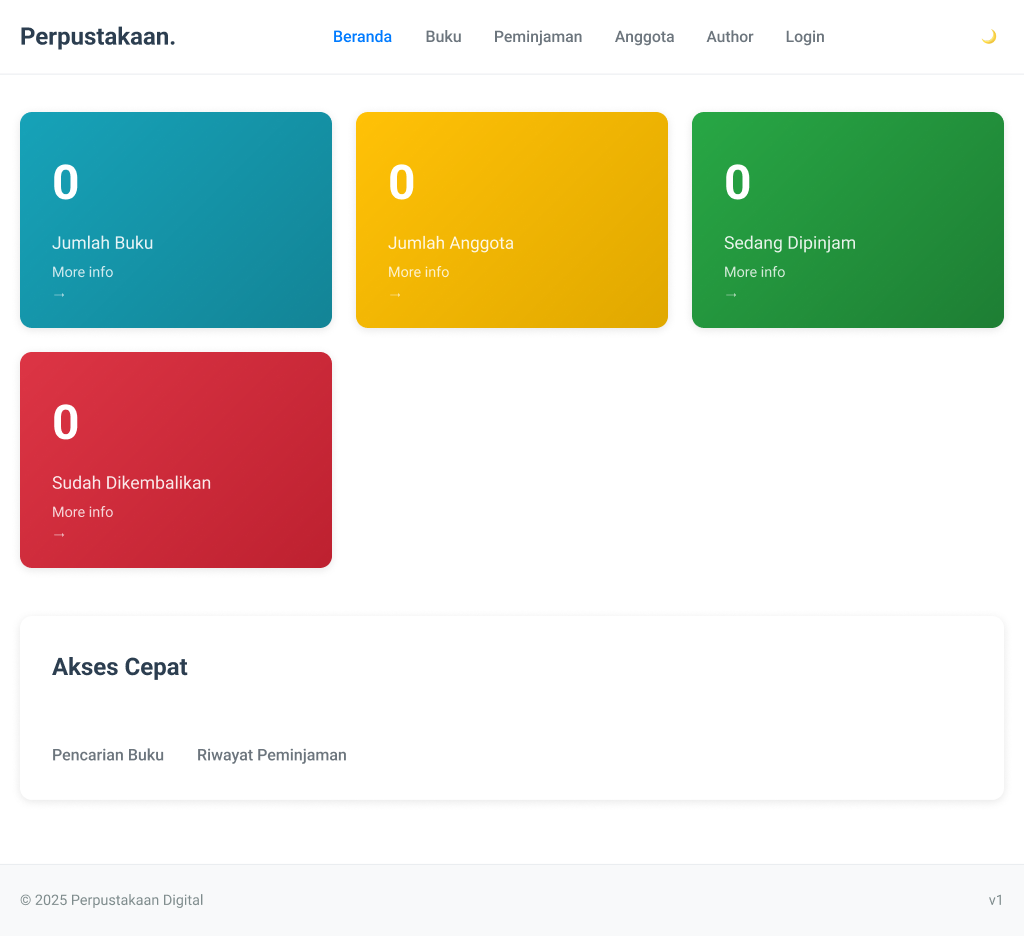 Perpustakaan.
Beranda Buku Peminjaman Anggota Author Login 🌙
0
Jumlah Buku
More info
→
0
Jumlah Anggota
More info
→
0
Sedang Dipinjam
More info
→
0
Sudah Dikembalikan
More info
→
Akses Cepat
Pencarian Buku Riwayat Peminjaman
© 2025 Perpustakaan Digital v1